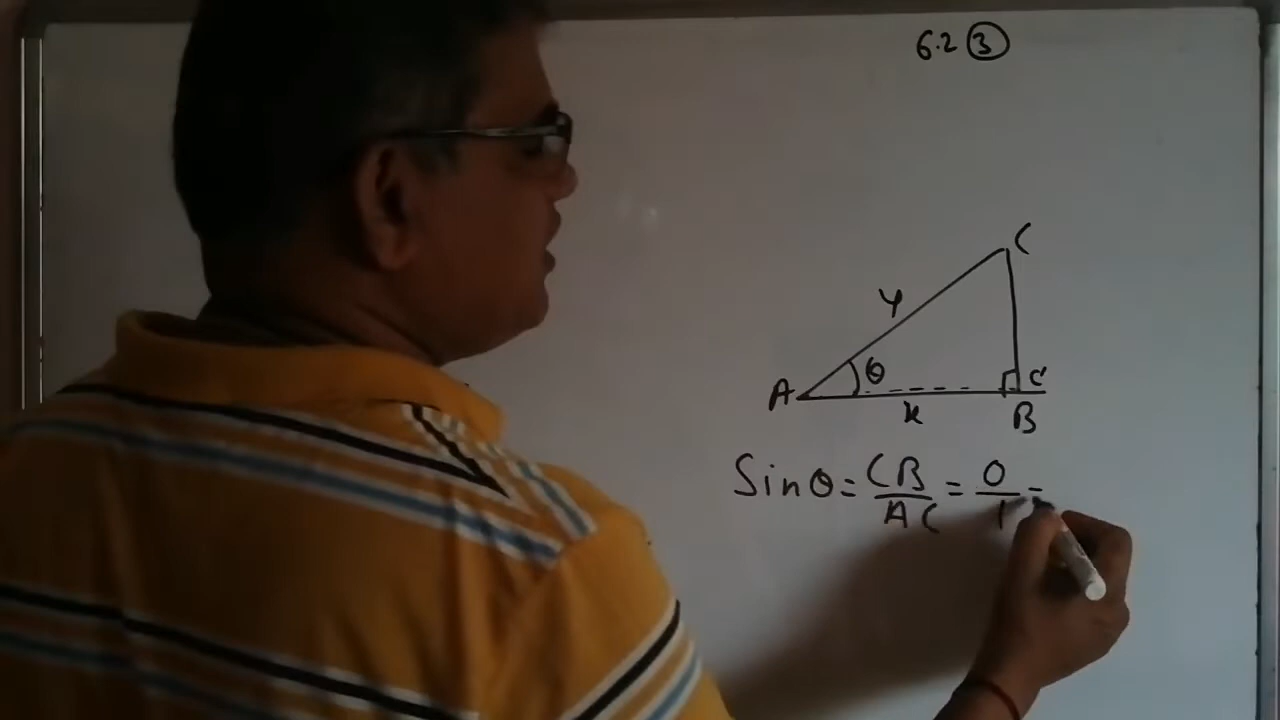 6.2 ③
C
y
A θ C'
x B
Sinθ = CB/AC = 0/1 =